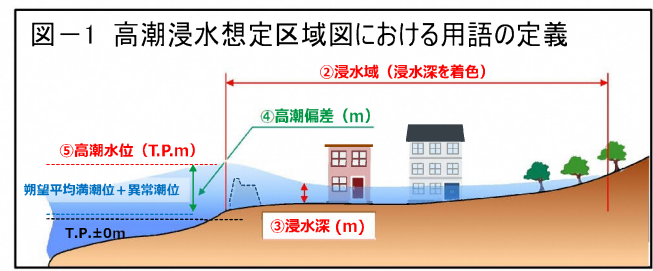 図－1 高潮浸水想定区域図における用語の定義
②浸水域（浸水深を着色）
④高潮偏差（m）
⑤高潮水位（T.P.m）
朔望平均満潮位＋異常潮位
T.P.±0m
③浸水深 (m)